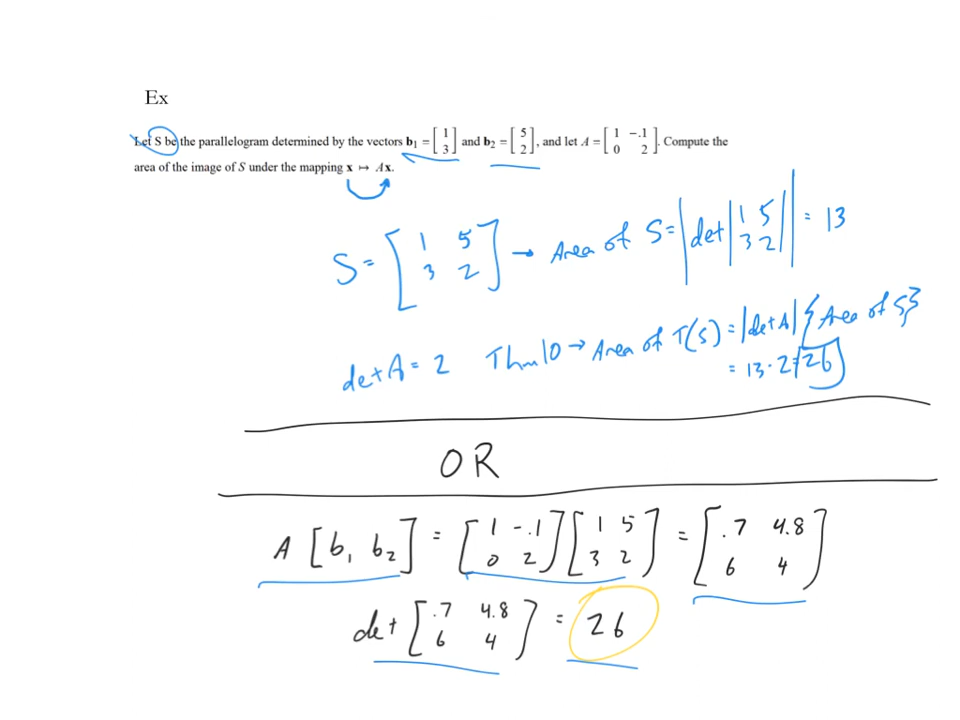 Ex
Let S be the parallelogram determined by the vectors b₁ = [1 3] and b₂ = [5 2], and let A = [1 -.1 0 2]. Compute the
area of the image of S under the mapping x ↦ Ax.
S = [1 5 3 2] → Area of S = |det |1 5 3 2|| = 13
det A = 2 Thm 10 → Area of T(S) = |det A| {Area of S}
= 13 · 2 = 26
OR
A [b₁ b₂] = [1 -.1 0 2] [1 5 3 2] = [.7 4.8 6 4]
det [.7 4.8 6 4] = 26